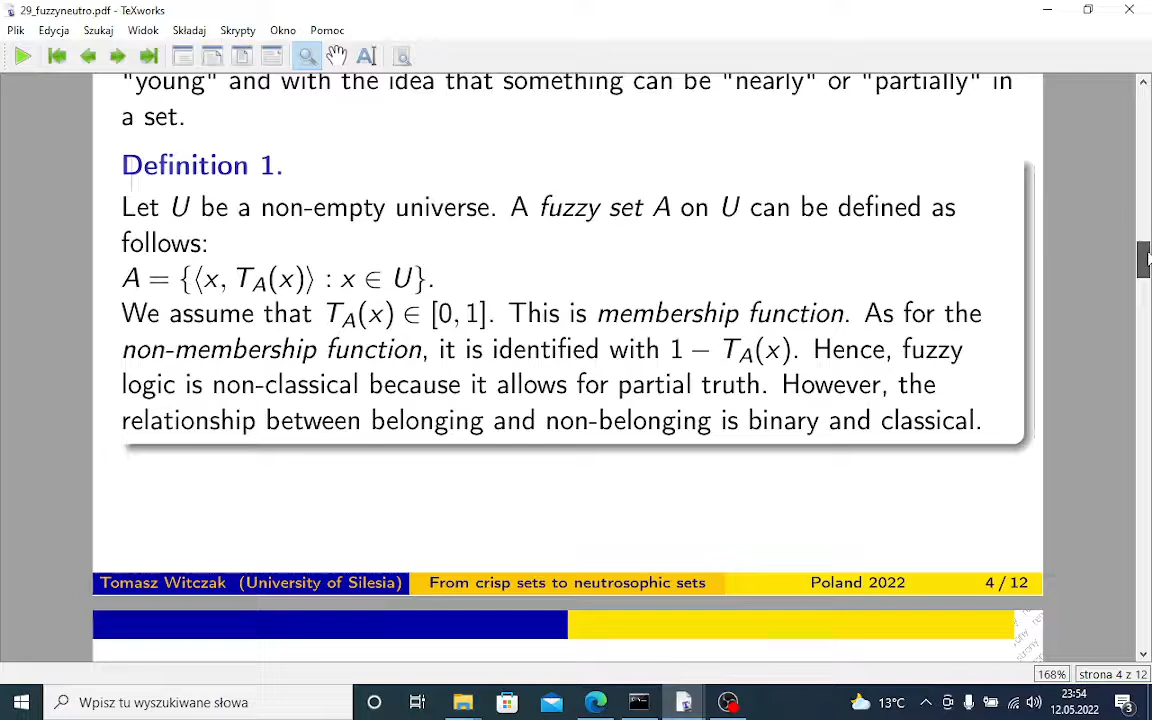 29_fuzzyneutro.pdf - TeXworks
Plik Edycja Szukaj Widok Składaj Skrypty Okno Pomoc
"young" and with the idea that something can be "nearly" or "partially" in
a set.
Definition 1.
Let U be a non-empty universe. A fuzzy set A on U can be defined as
follows:
A = {⟨x, T_A(x)⟩ : x ∈ U}.
We assume that T_A(x) ∈ [0, 1]. This is membership function. As for the
non-membership function, it is identified with 1 − T_A(x). Hence, fuzzy
logic is non-classical because it allows for partial truth. However, the
relationship between belonging and non-belonging is binary and classical.
Tomasz Witczak (University of Silesia) From crisp sets to neutrosophic sets Poland 2022 4 / 12
168% strona 4 z 12
Wpisz tu wyszukiwane słowa
13°C
23:54
12.05.2022
3